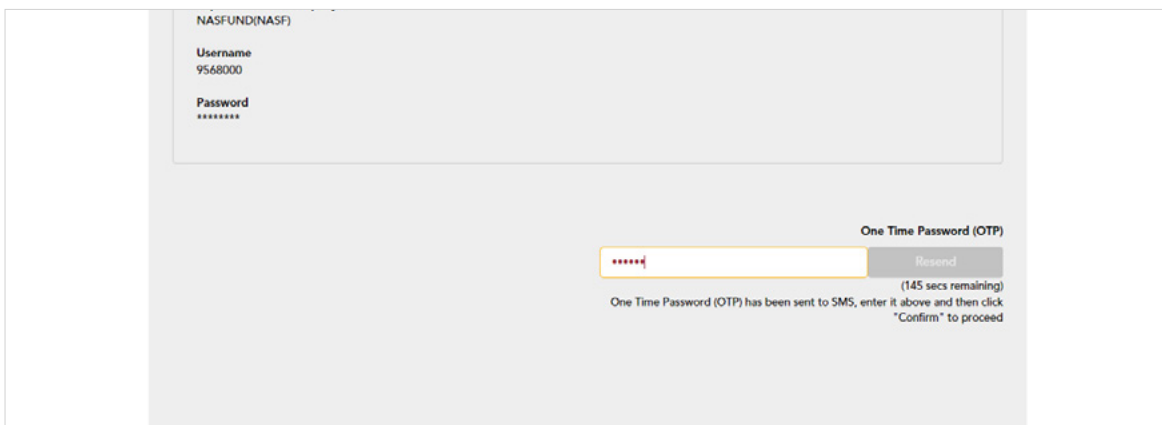 NASFUND(NASF)
Username
9568000
Password
********
One Time Password (OTP)
••••••
Resend
(145 secs remaining)
One Time Password (OTP) has been sent to SMS, enter it above and then click
"Confirm" to proceed